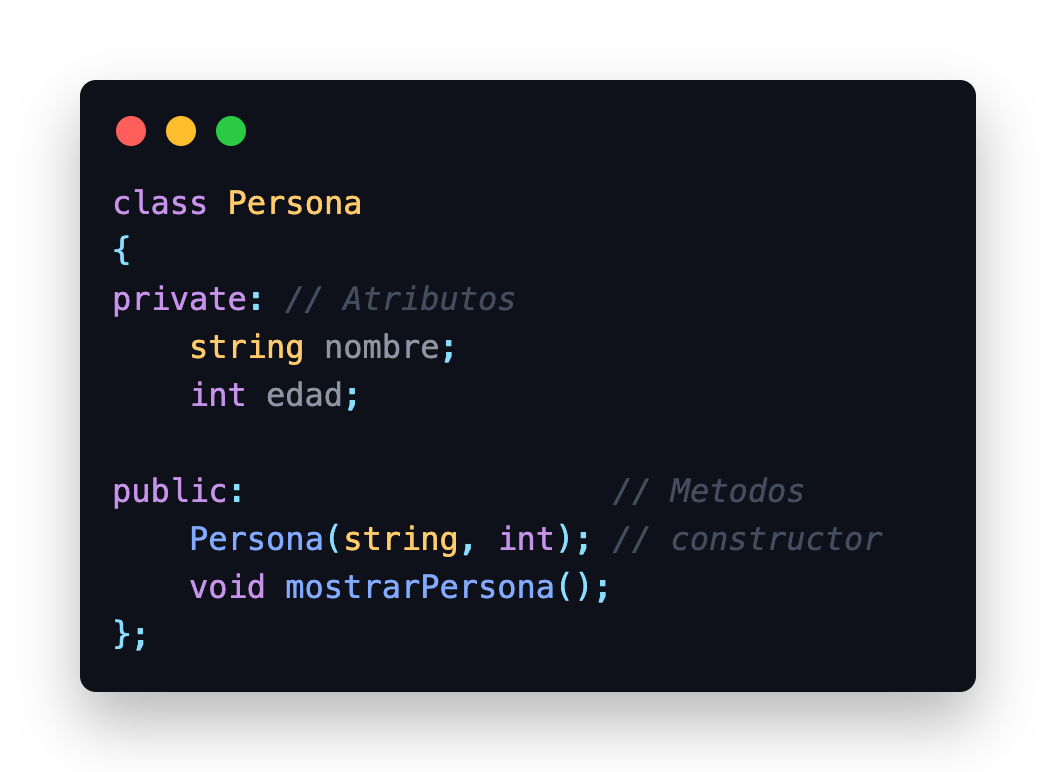 class Persona
{
private: // Atributos
    string nombre;
    int edad;

public:                   // Metodos
    Persona(string, int); // constructor
    void mostrarPersona();
};